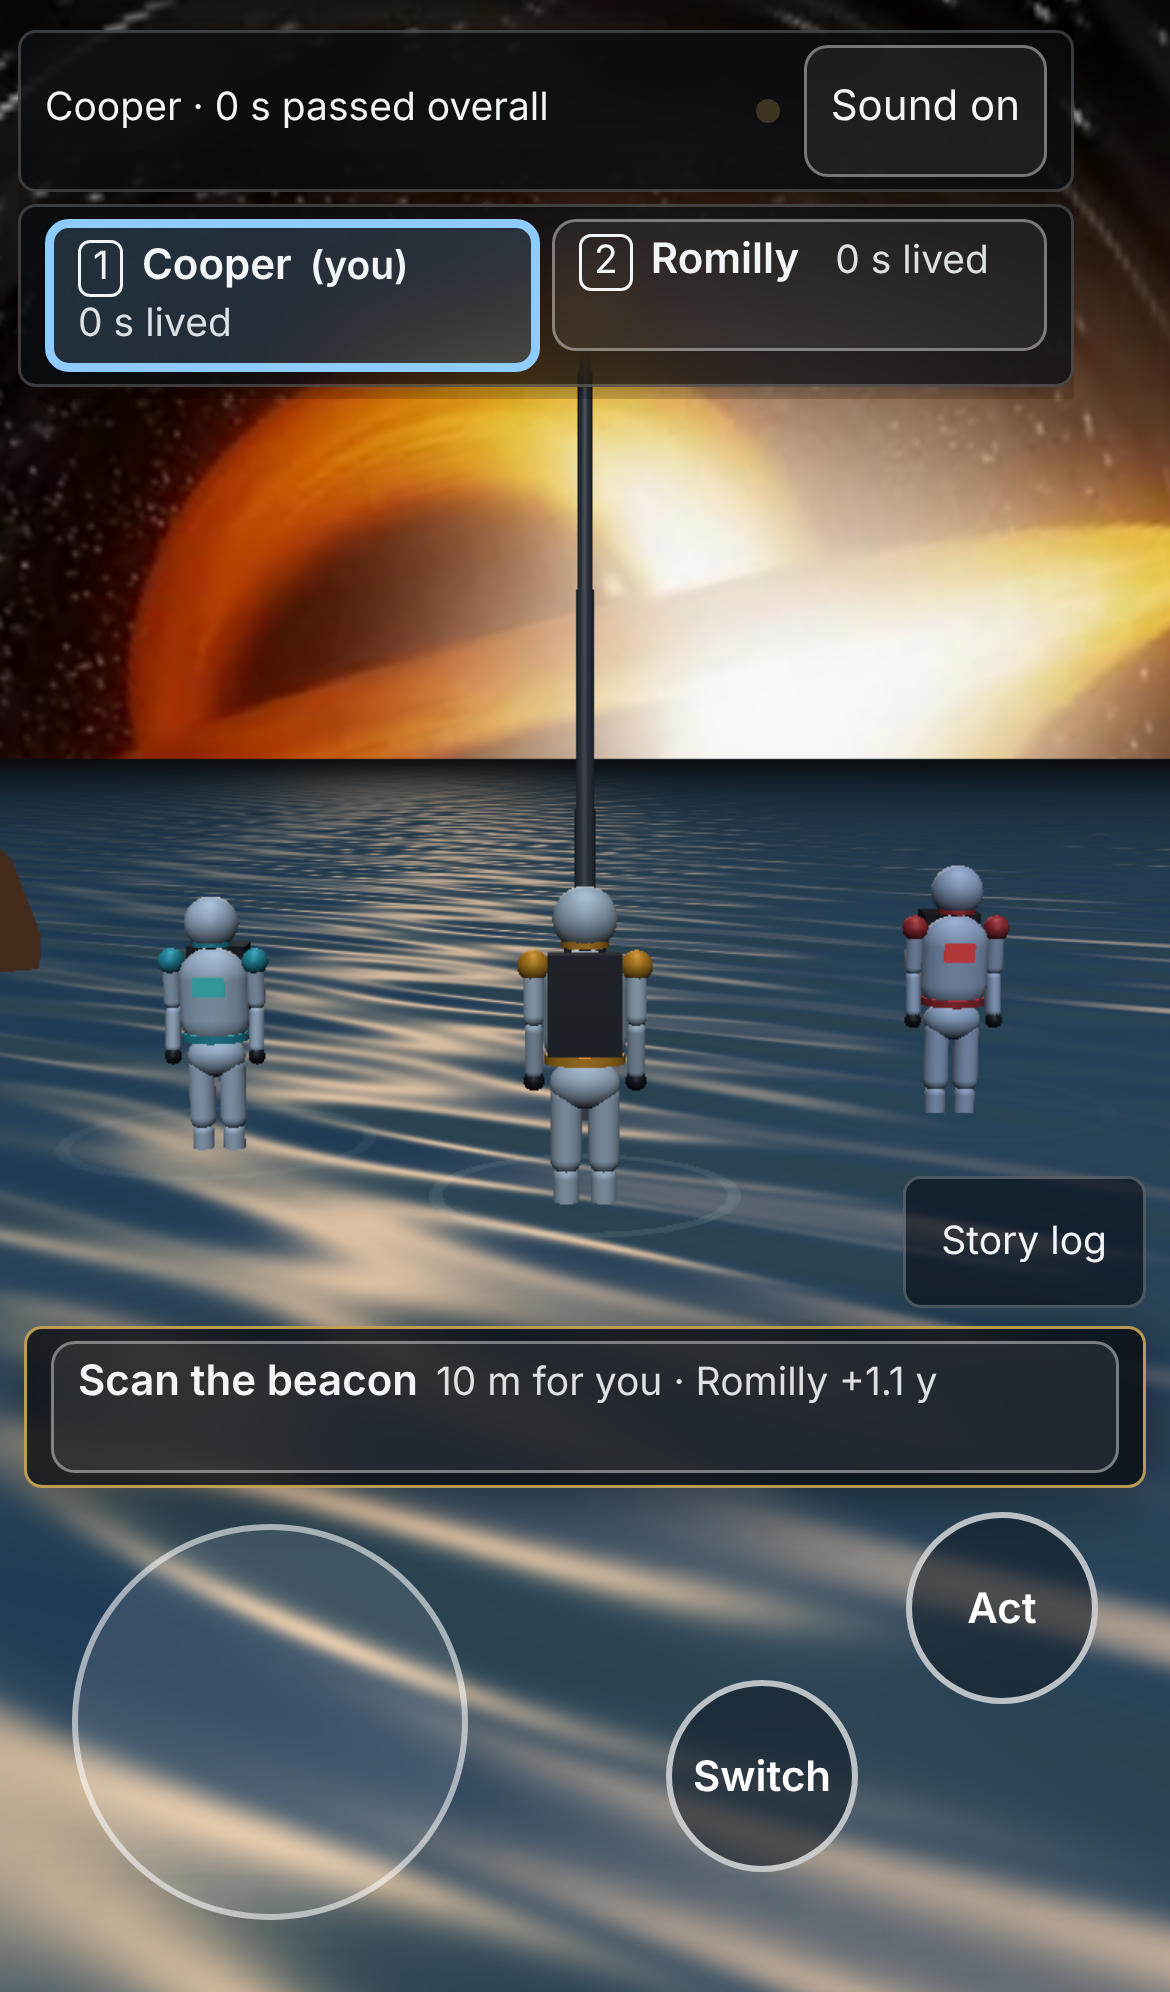 Cooper · 0 s passed overall
Sound on
1 Cooper (you)
0 s lived
2 Romilly 0 s lived
Story log
Scan the beacon 10 m for you · Romilly +1.1 y
Act
Switch